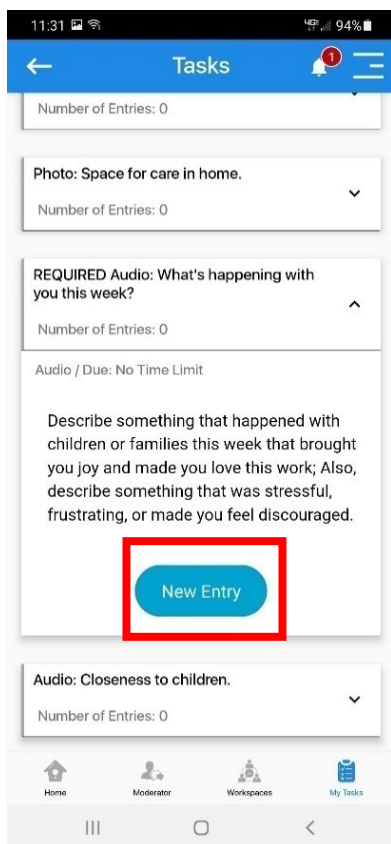 11:31 94%
Tasks 1
Number of Entries: 0
Photo: Space for care in home.
Number of Entries: 0
REQUIRED Audio: What's happening with
you this week?
Number of Entries: 0
Audio / Due: No Time Limit
Describe something that happened with
children or families this week that brought
you joy and made you love this work; Also,
describe something that was stressful,
frustrating, or made you feel discouraged.
New Entry
Audio: Closeness to children.
Number of Entries: 0
Home Moderator Workspaces My Tasks